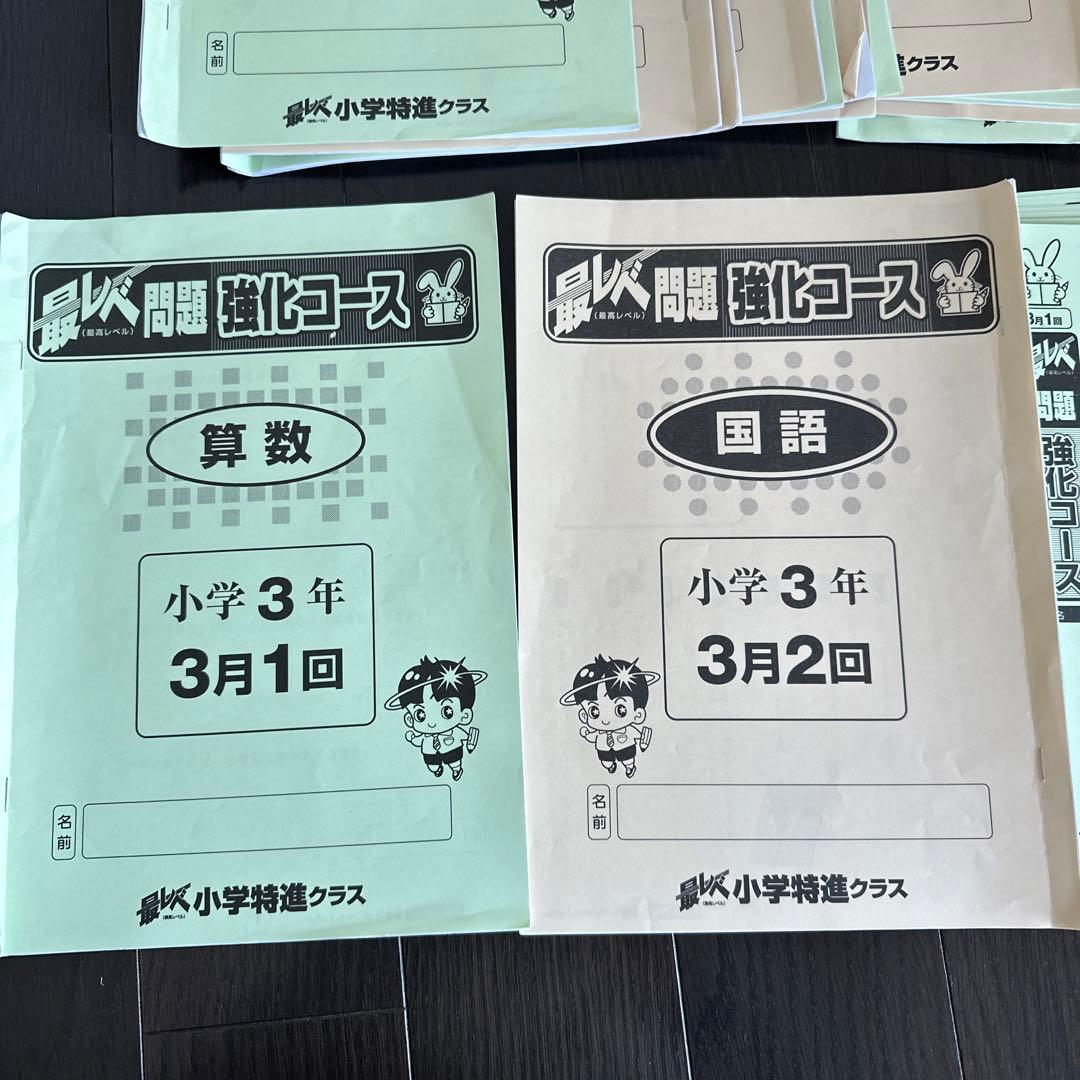 名前
最レベ 小学特進クラス
(最高レベル)
クラス
最レベ 問題 強化コース
(最高レベル)
算数
小学3年
3月1回
名前
最レベ 小学特進クラス
(最高レベル)
最レベ 問題 強化コース
(最高レベル)
国語
小学3年
3月2回
名前
最レベ 小学特進クラス
(最高レベル)
3月1回
最レベ
問題
強化コース